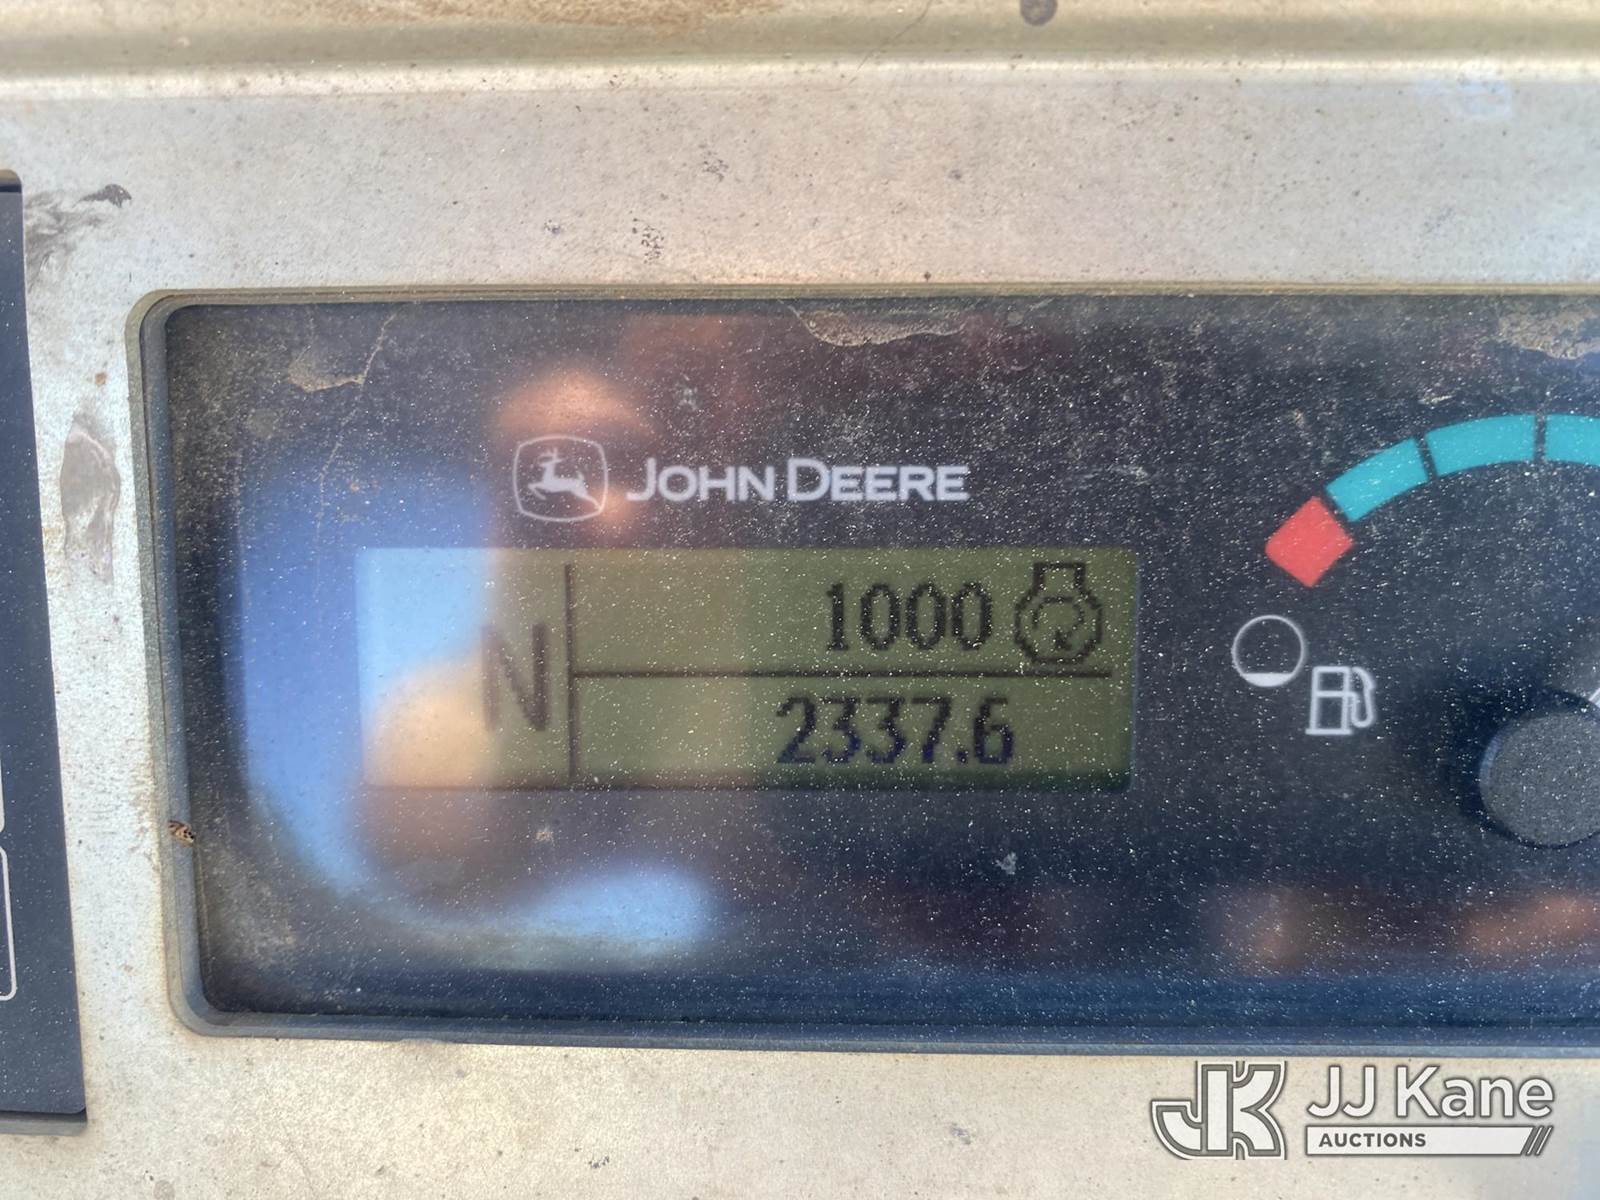 JOHN DEERE
N
1000
2337.6
JJ Kane
AUCTIONS